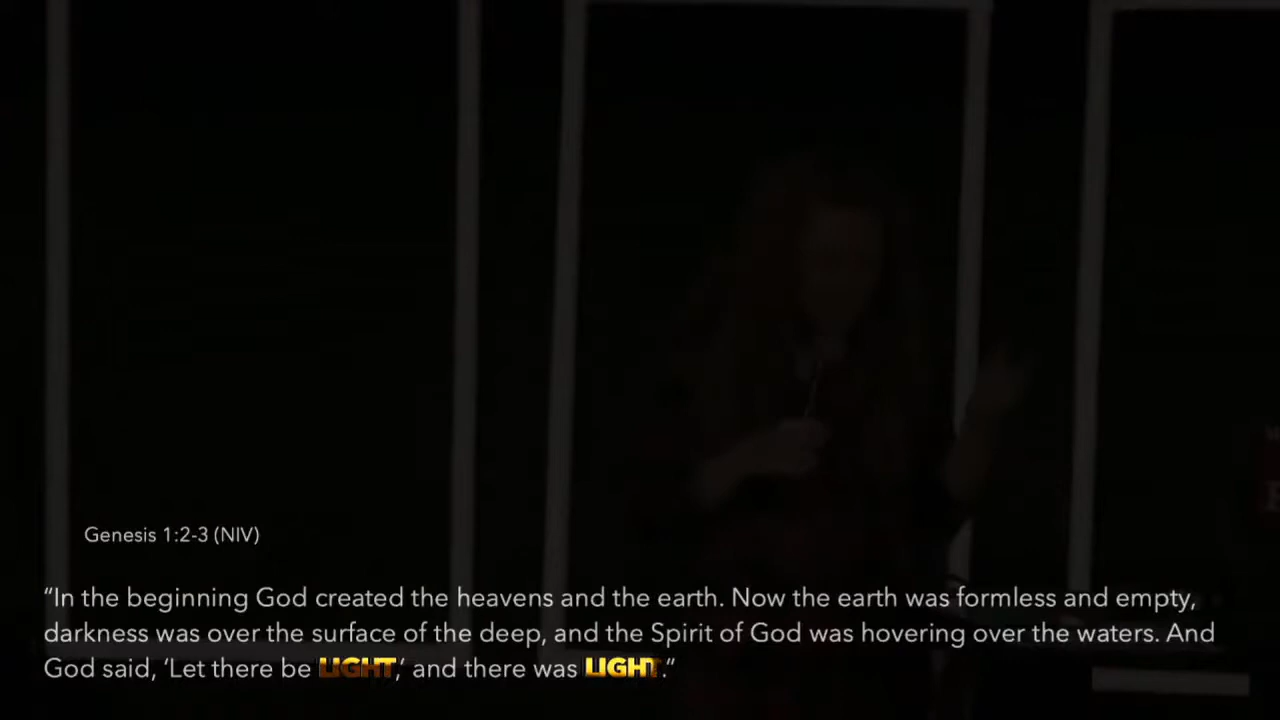 Genesis 1:2-3 (NIV)
“In the beginning God created the heavens and the earth. Now the earth was formless and empty,
darkness was over the surface of the deep, and the Spirit of God was hovering over the waters. And
God said, ‘Let there be LIGHT,’ and there was LIGHT.“